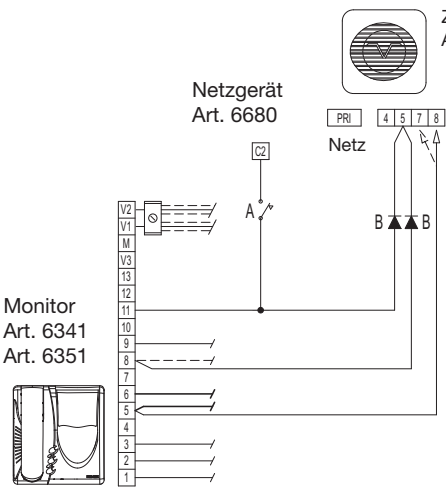 Z
A
Netzgerät
Art. 6680
PRI 4 5 7 8
Netz
C2
A
B B
V2
V1
M
V3
13
12
11
10
9
8
7
6
5
4
3
2
1
Monitor
Art. 6341
Art. 6351